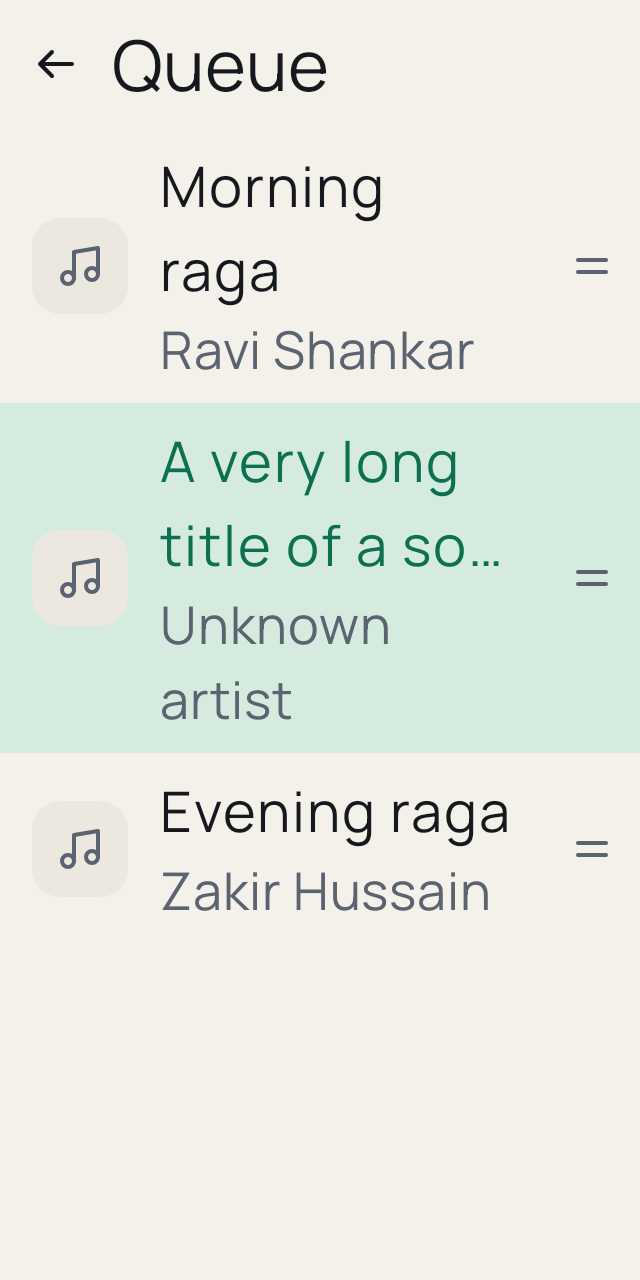 Queue
Morning
raga
Ravi Shankar
A very long
title of a so…
Unknown
artist
Evening raga
Zakir Hussain